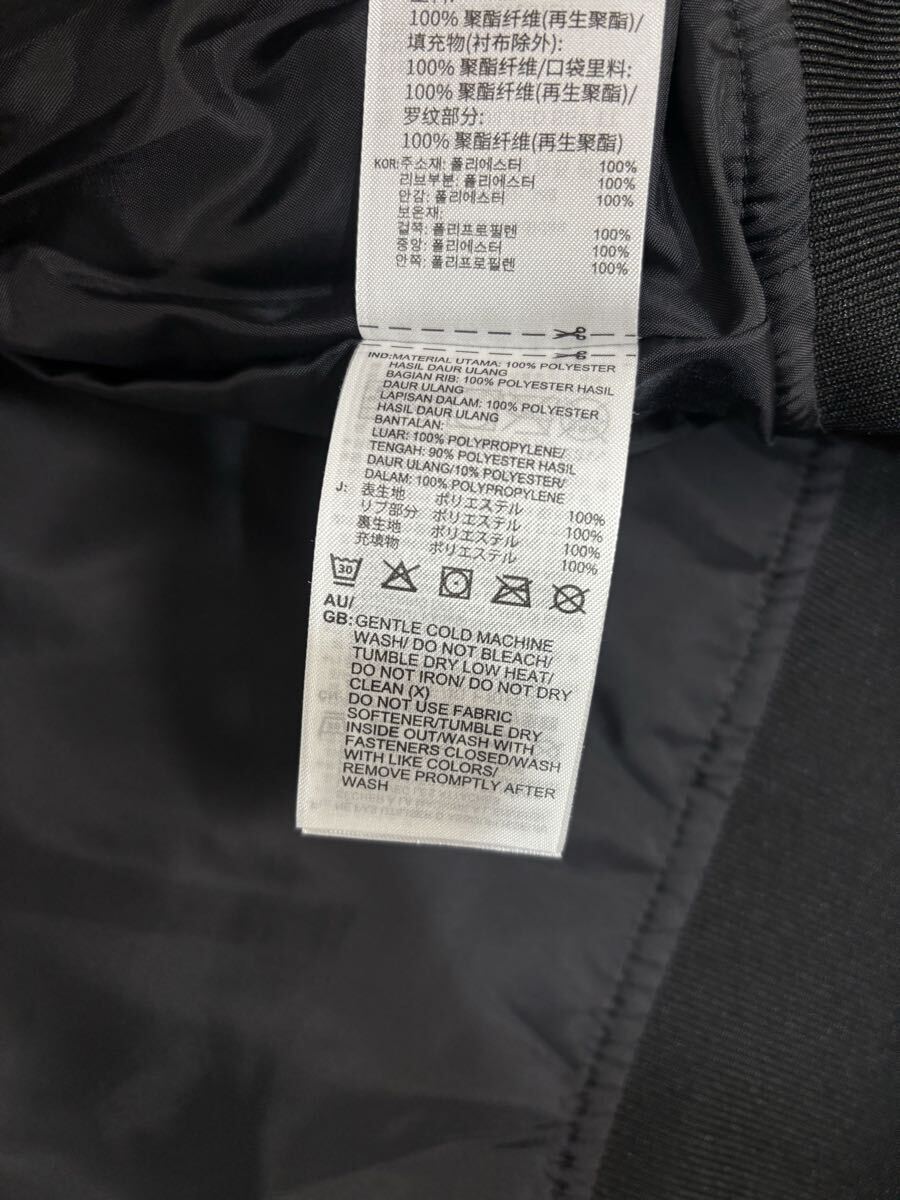 100% 聚酯纤维(再生聚酯)/
填充物(衬布除外):
100% 聚酯纤维/口袋里料:
100% 聚酯纤维(再生聚酯)/
罗纹部分:
100% 聚酯纤维(再生聚酯)
KOR:주소재: 폴리에스터 100%
리브부분: 폴리에스터 100%
안감: 폴리에스터 100%
보온재:
겉쪽: 폴리프로필렌 100%
중앙: 폴리에스터 100%
안쪽: 폴리프로필렌 100%
IND:MATERIAL UTAMA: 100% POLYESTER
HASIL DAUR ULANG
BAGIAN RIB: 100% POLYESTER HASIL
DAUR ULANG
LAPISAN DALAM: 100% POLYESTER
HASIL DAUR ULANG
BANTALAN:
LUAR: 100% POLYPROPYLENE/
TENGAH: 90% POLYESTER HASIL
DAUR ULANG/10% POLYESTER/
DALAM: 100% POLYPROPYLENE
J: 表生地 ポリエステル 100%
リブ部分 ポリエステル 100%
裏生地 ポリエステル 100%
充填物 ポリエステル 100%
30
AU/
GB: GENTLE COLD MACHINE
WASH/ DO NOT BLEACH/
TUMBLE DRY LOW HEAT/
DO NOT IRON/ DO NOT DRY
CLEAN (X)
DO NOT USE FABRIC
SOFTENER/TUMBLE DRY
INSIDE OUT/WASH WITH
FASTENERS CLOSED/WASH
WITH LIKE COLORS/
REMOVE PROMPTLY AFTER
WASH